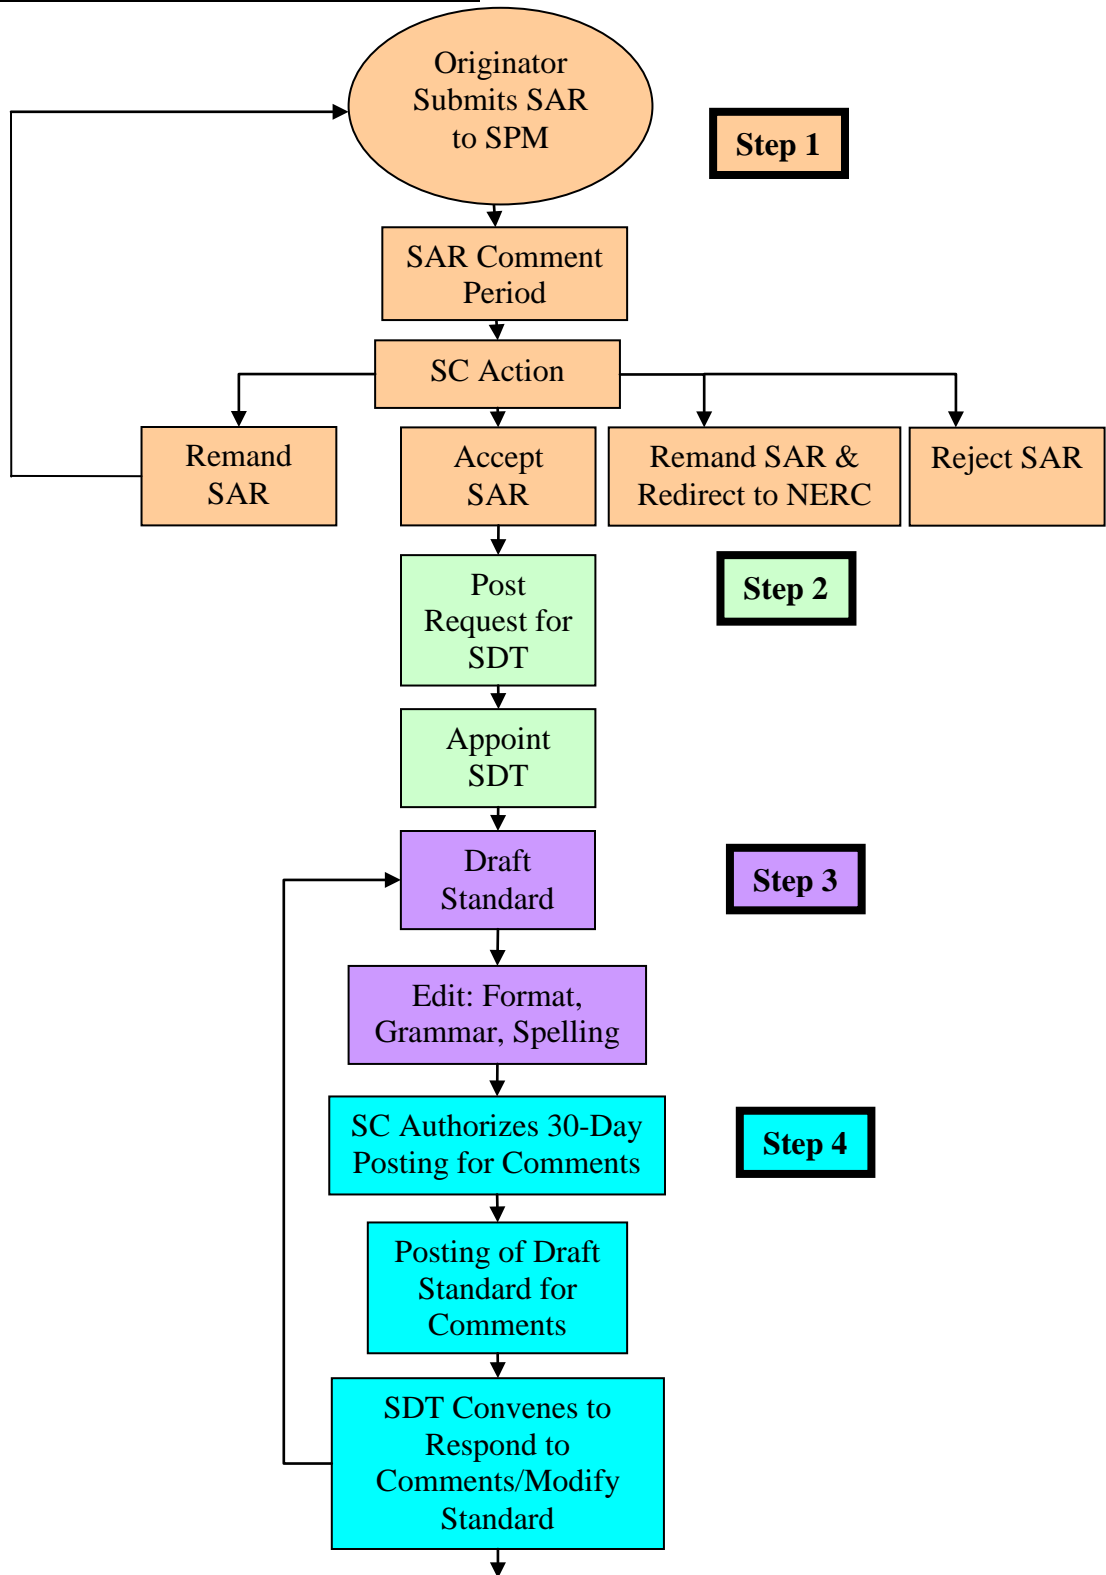 Originator
Submits SAR
to SPM
Step 1
SAR Comment
Period
SC Action
Remand
SAR
Accept
SAR
Remand SAR &
Redirect to NERC
Reject SAR
Post
Request for
SDT
Step 2
Appoint
SDT
Draft
Standard
Step 3
Edit: Format,
Grammar, Spelling
SC Authorizes 30-Day
Posting for Comments
Step 4
Posting of Draft
Standard for
Comments
SDT Convenes to
Respond to
Comments/Modify
Standard